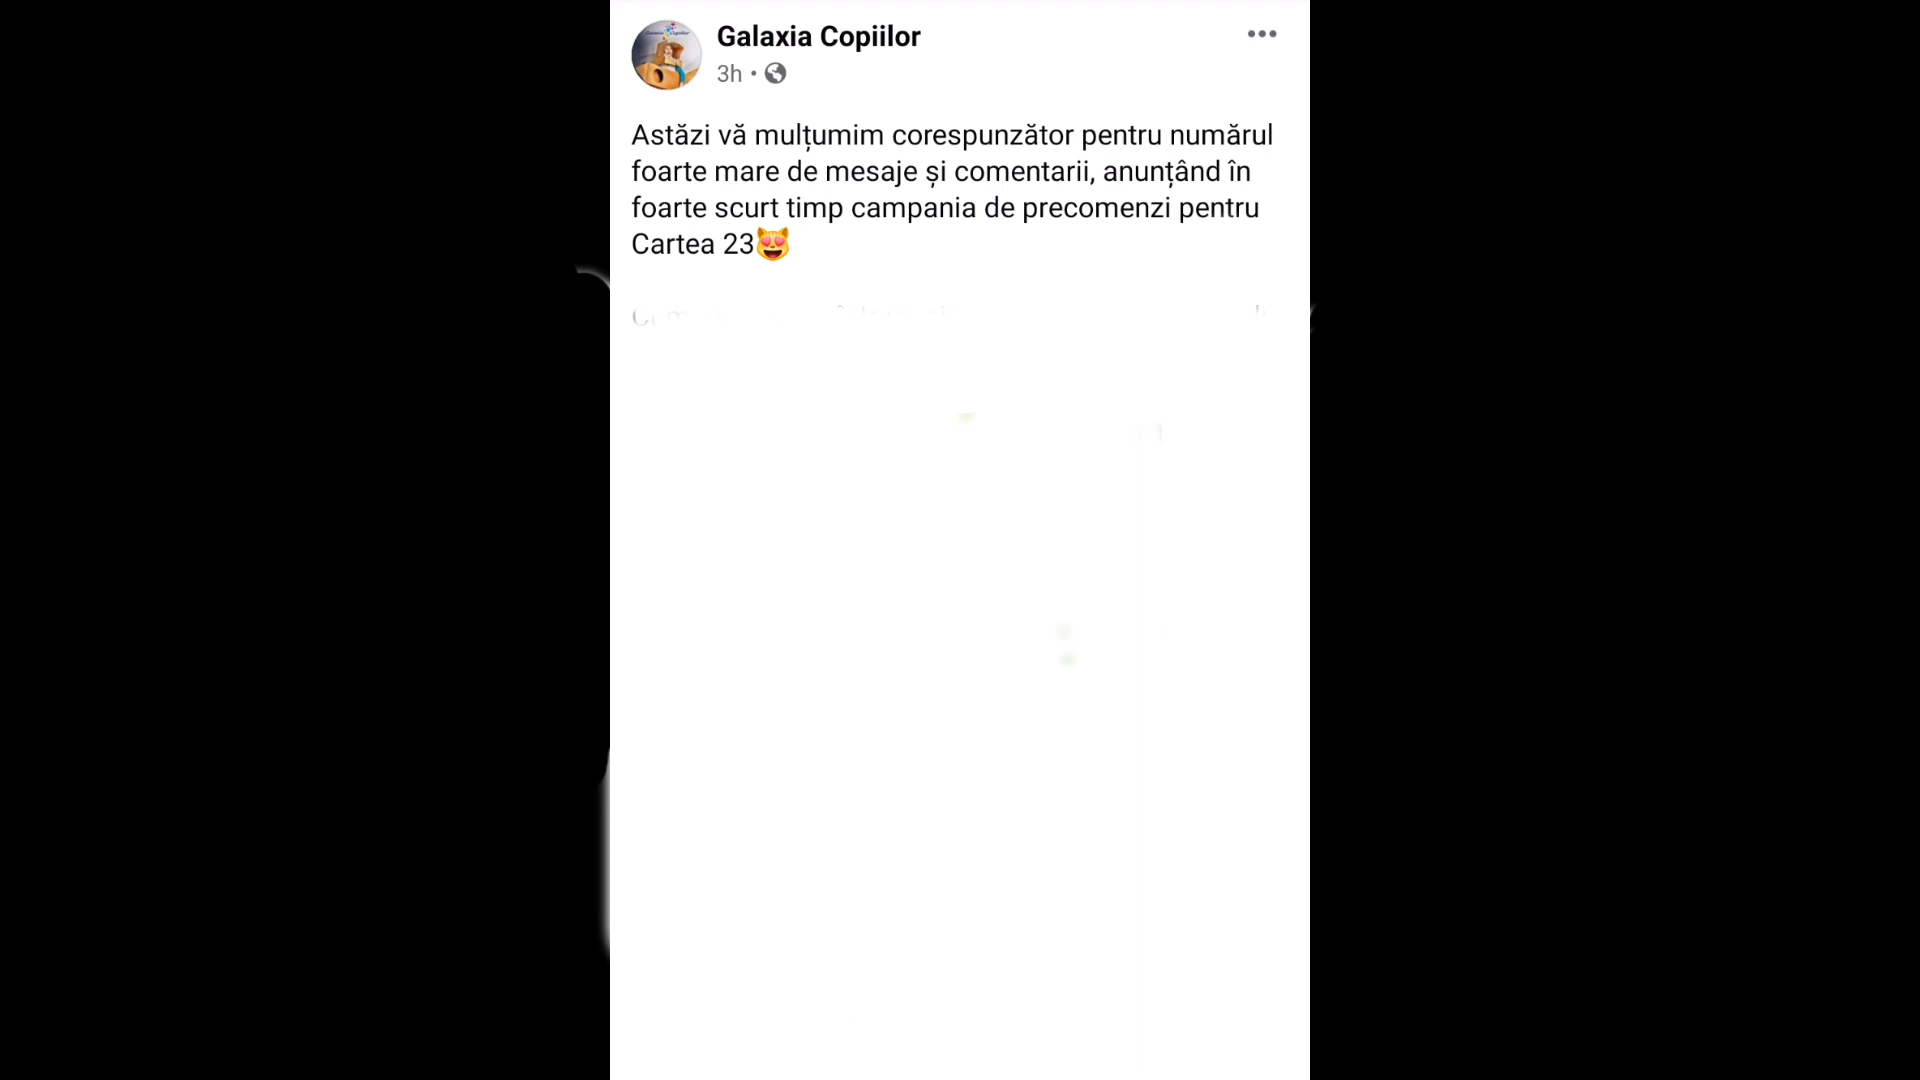 Galaxia Copiilor
3h
Astăzi vă mulțumim corespunzător pentru numărul
foarte mare de mesaje și comentarii, anunțând în
foarte scurt timp campania de precomenzi pentru
Cartea 23😻